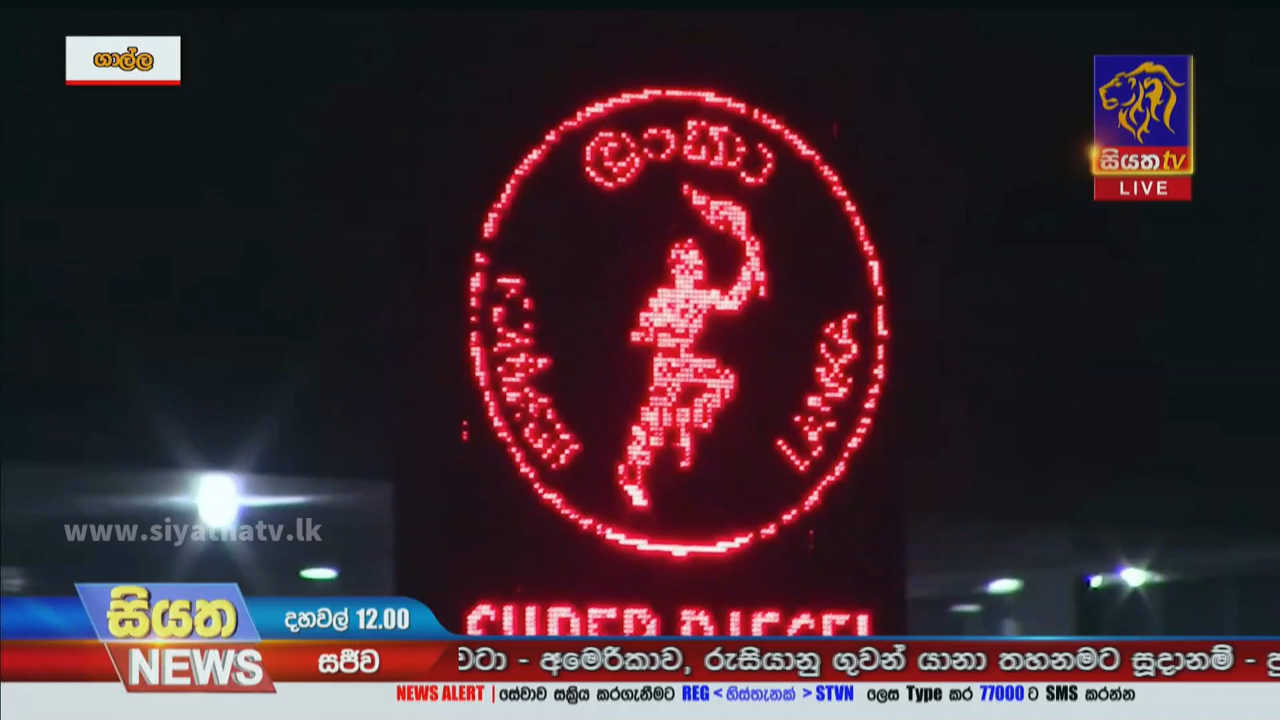 ගාල්ල
සියත tv
LIVE
ලංකා
POWER
LANKA
www.siyathatv.lk
SUPER DIESEL
සියත
NEWS
දහවල් 12.00
සජීව
වටා - අමෙරිකාව, රුසියානු ගුවන් යානා තහනමට සූදානම් -
NEWS ALERT | සේවාව සක්‍රිය කරගැනීමට REG < හිස්තැනක් > STVN ලෙස Type කර 77000 ට SMS කරන්න